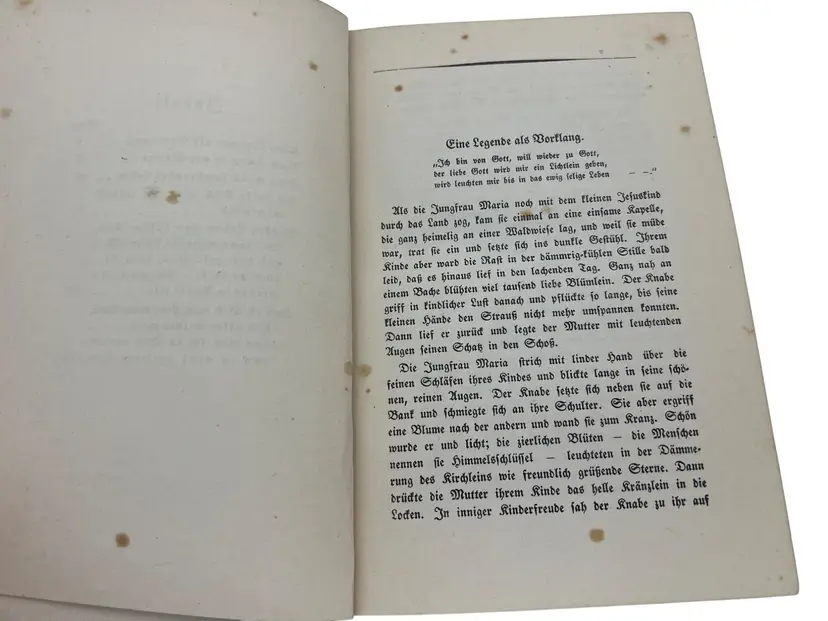 Eine Legende als Vorklang.
„Ich bin von Gott, will wieder zu Gott,
der liebe Gott wird mir ein Lichtlein geben,
wird leuchten mir bis in das ewig selige Leben – –.“
Als die Jungfrau Maria noch mit dem kleinen Jesuskind
durch das Land zog, kam sie einmal an eine einsame Kapelle,
die ganz heimelig an einer Waldwiese lag, und weil sie müde
war, trat sie ein und setzte sich ins dunkle Gestühl. Ihrem
Kinde aber ward die Rast in der dämmrig-kühlen Stille bald
leid, daß es hinaus lief in den lachenden Tag. Ganz nah an
einem Bache blühten viel tausend liebe Blümlein. Der Knabe
griff in kindlicher Lust danach und pflückte so lange, bis seine
kleinen Hände den Strauß nicht mehr umspannen konnten.
Dann lief er zurück und legte der Mutter mit leuchtenden
Augen seinen Schatz in den Schoß.
Die Jungfrau Maria strich mit linder Hand über die
feinen Schläfen ihres Kindes und blickte lange in seine schö-
nen, reinen Augen. Der Knabe setzte sich neben sie auf die
Bank und schmiegte sich an ihre Schulter. Sie aber ergriff
eine Blume nach der andern und wand sie zum Kranz. Schön
wurde er und licht; die zierlichen Blüten – die Menschen
nennen sie Himmelsschlüssel – leuchteten in der Dämme-
rung des Kirchleins wie freundlich grüßende Sterne. Dann
drückte die Mutter ihrem Kinde das helle Kränzlein in die
Locken. In inniger Kinderfreude sah der Knabe zu ihr auf